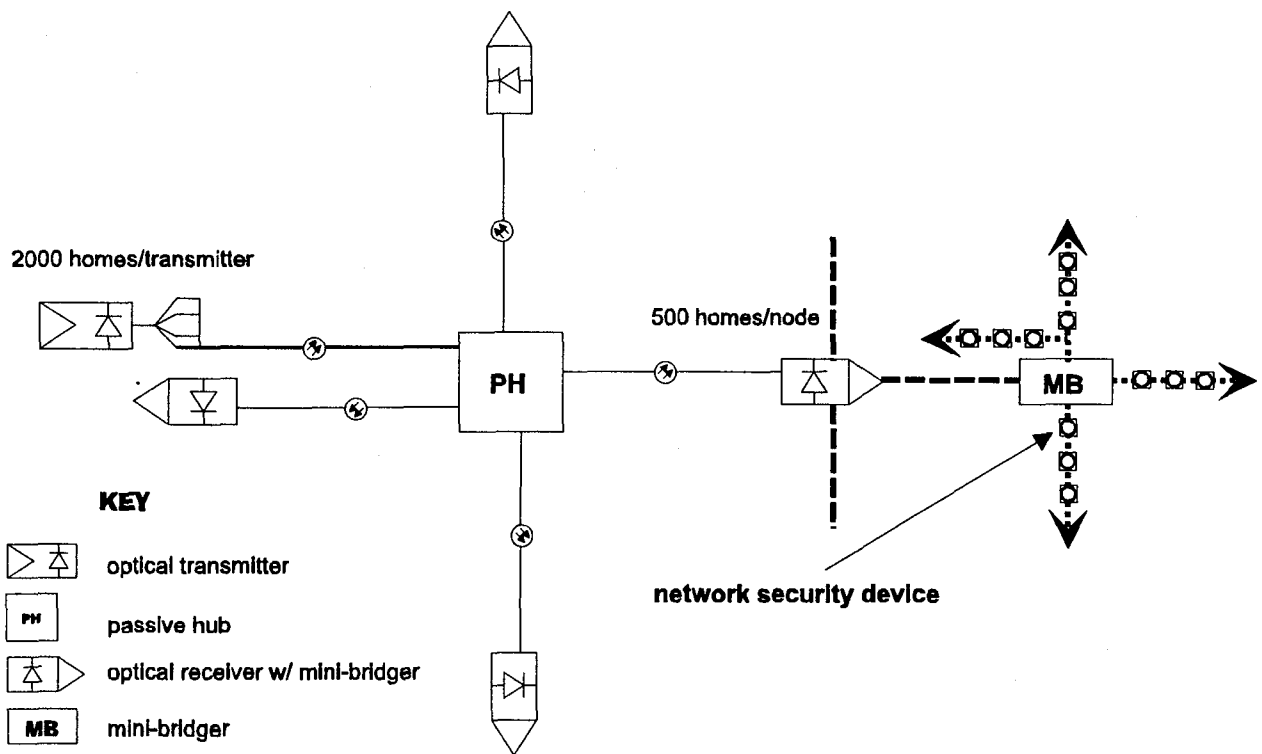 2000 homes/transmitter
500 homes/node
PH
MB
KEY
optical transmitter
PH
passive hub
optical receiver w/ mini-bridger
MB
mini-bridger
network security device